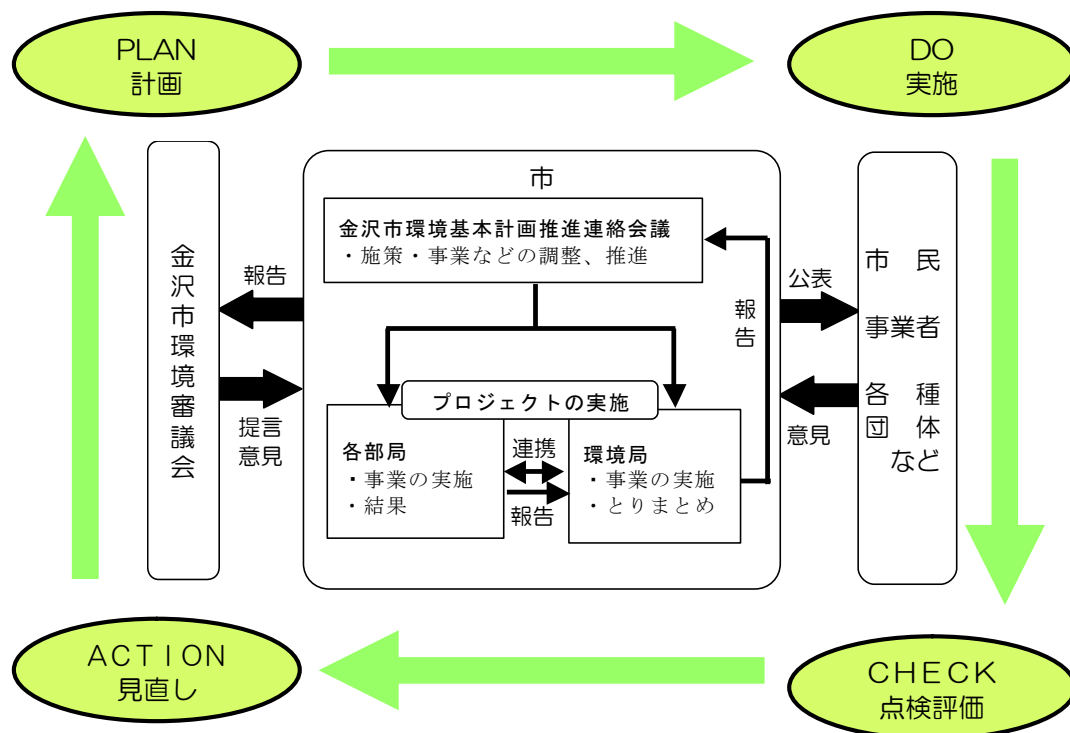 PLAN
計画
DO
実施
市
金沢市環境基本計画推進連絡会議
・施策・事業などの調整、推進
金沢市環境審議会
報告
提言
意見
報告
公表
意見
市　民
事業者
各　種
団　体
など
プロジェクトの実施
各部局
・事業の実施
・結果
連携
報告
環境局
・事業の実施
・とりまとめ
ACTION
見直し
CHECK
点検評価